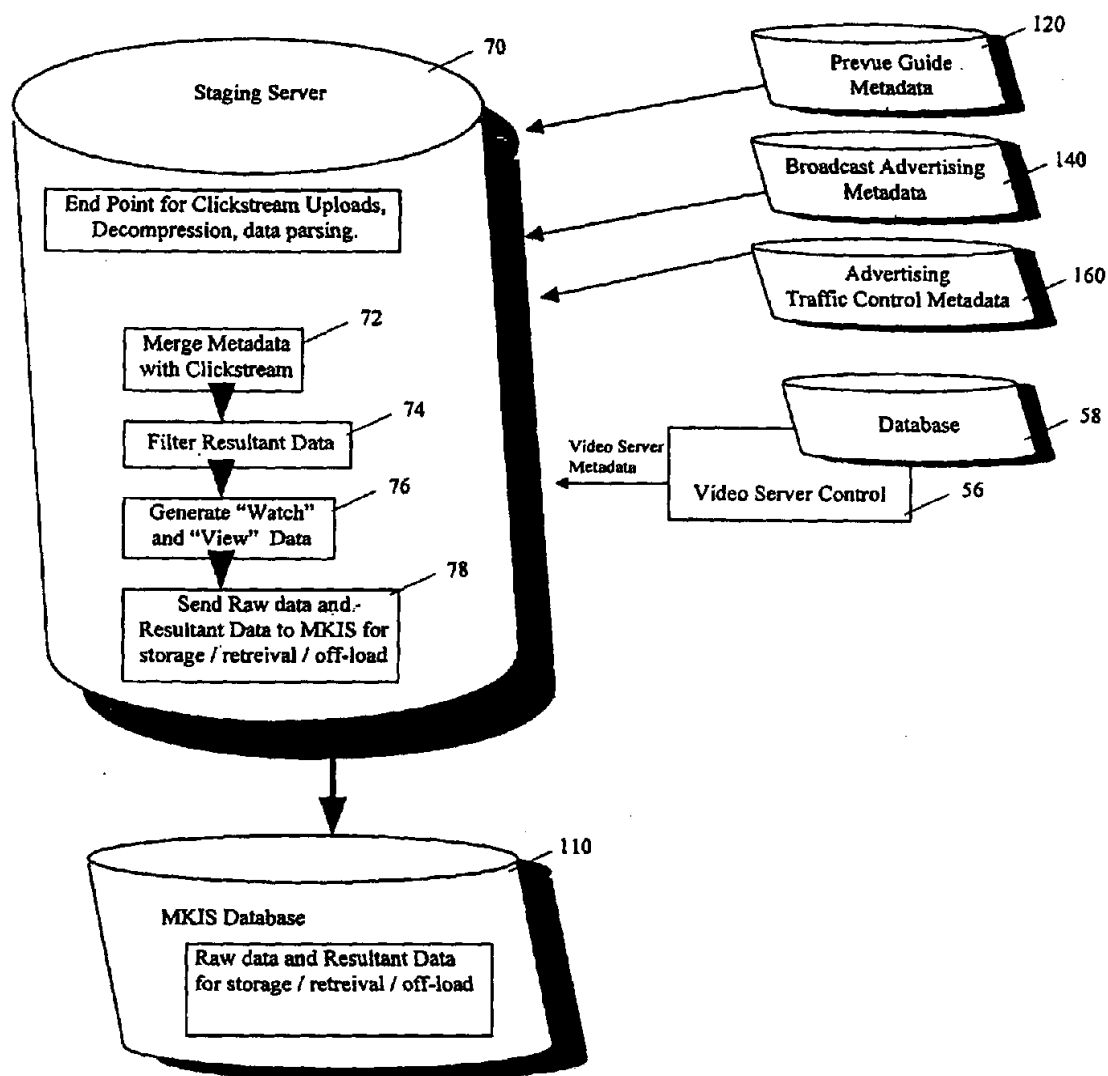 70
Staging Server
End Point for Clickstream Uploads,
Decompression, data parsing.
72
Merge Metadata
with Clickstream
74
Filter Resultant Data
76
Generate “Watch”
and “View” Data
78
Send Raw data and.-
Resultant Data to MKIS for
storage / retreival / off-load
120
Prevue Guide
Metadata
140
Broadcast Advertising
Metadata
160
Advertising
Traffic Control Metadata
58
Database
Video Server
Metadata
Video Server Control
56
110
MKIS Database
Raw data and Resultant Data
for storage / retreival / off-load